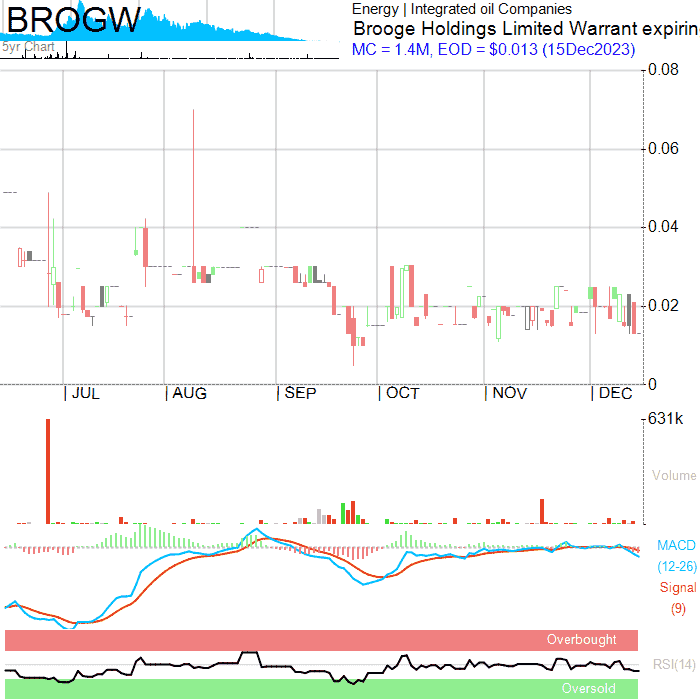 BROGW
5yr Chart
Energy | Integrated oil Companies
Brooge Holdings Limited Warrant expirin
MC = 1.4M, EOD = $0.013 (15Dec2023)
0.08
0.06
0.04
0.02
0
JUL AUG SEP OCT NOV DEC
631k
Volume
MACD
(12-26)
Signal
(9)
Overbought
RSI(14)
Oversold